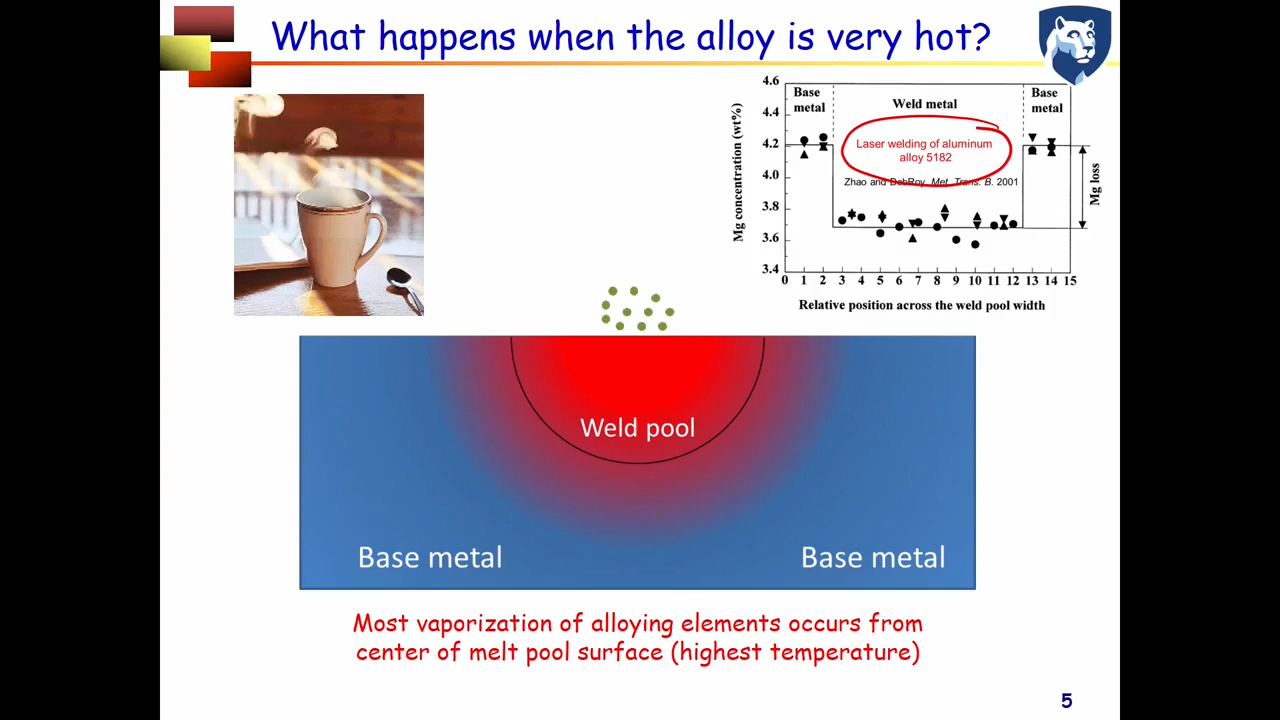 What happens when the alloy is very hot?
4.6
4.4
4.2
4.0
3.8
3.6
3.4
Mg concentration (wt%)
Base
metal
Weld metal
Base
metal
Laser welding of aluminum
alloy 5182
Zhao and DebRoy, Met. Trans. B. 2001
Mg loss
0 1 2 3 4 5 6 7 8 9 10 11 12 13 14 15
Relative position across the weld pool width
Weld pool
Base metal
Base metal
Most vaporization of alloying elements occurs from
center of melt pool surface (highest temperature)
5